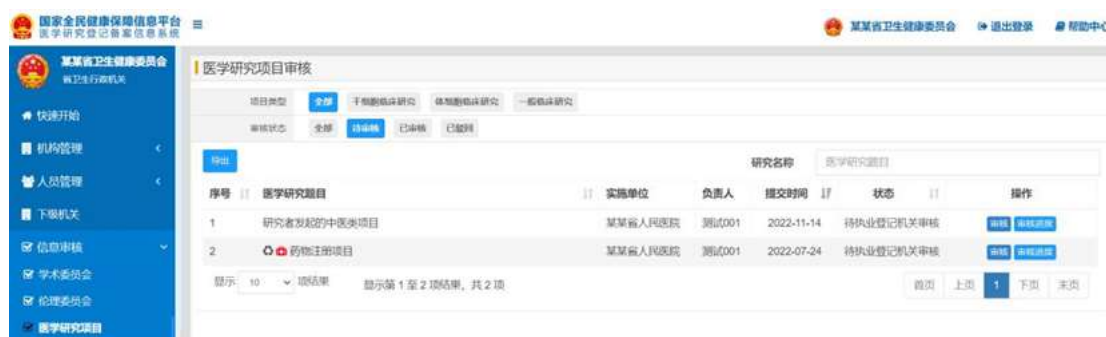 国家全民健康保障信息平台
医学研究登记备案信息系统
某某省卫生健康委员会 退出登录 帮助中心
某某省卫生健康委员会
省卫生行政机关
快速开始
机构管理
人员管理
下级机关
信息审核
学术委员会
伦理委员会
医学研究项目
医学研究项目审核
项目类型 全部 干细胞临床研究 体细胞临床研究 一般临床研究
审核状态 全部 待审核 已审核 已驳回
导出 研究名称 医学研究题目
序号 医学研究题目 实施单位 负责人 提交时间 状态 操作
1 研究者发起的中医类项目 某某省人民医院 测试001 2022-11-14 待执业登记机关审核 审核 审核进度
2 药物注册项目 某某省人民医院 测试001 2022-07-24 待执业登记机关审核 审核 审核进度
显示 10 项结果 显示第 1 至 2 项结果，共 2 项 首页 上页 1 下页 末页